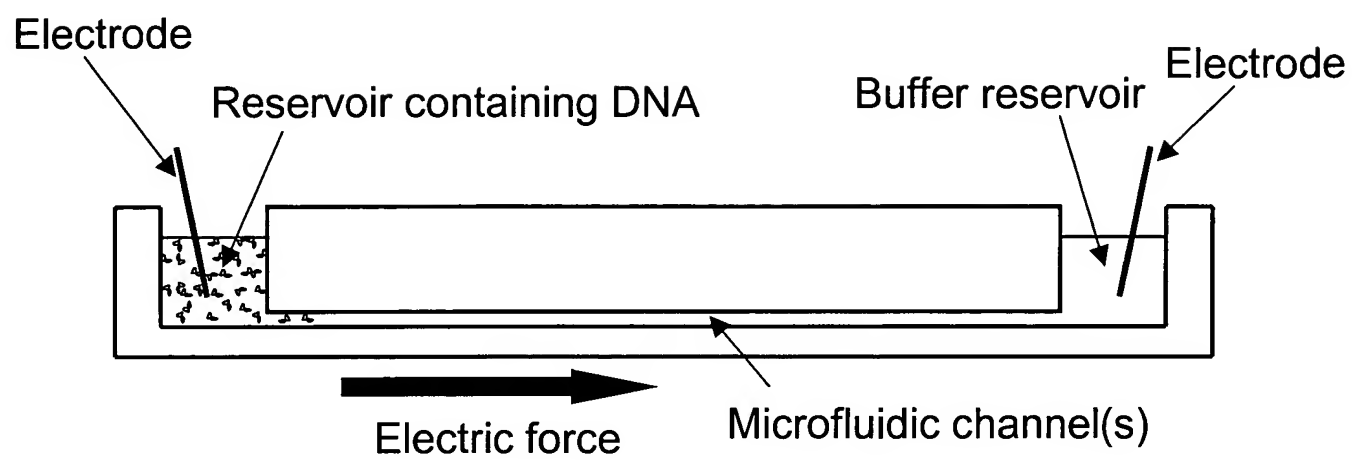 Electrode
Reservoir containing DNA
Buffer reservoir
Electrode
Electric force
Microfluidic channel(s)